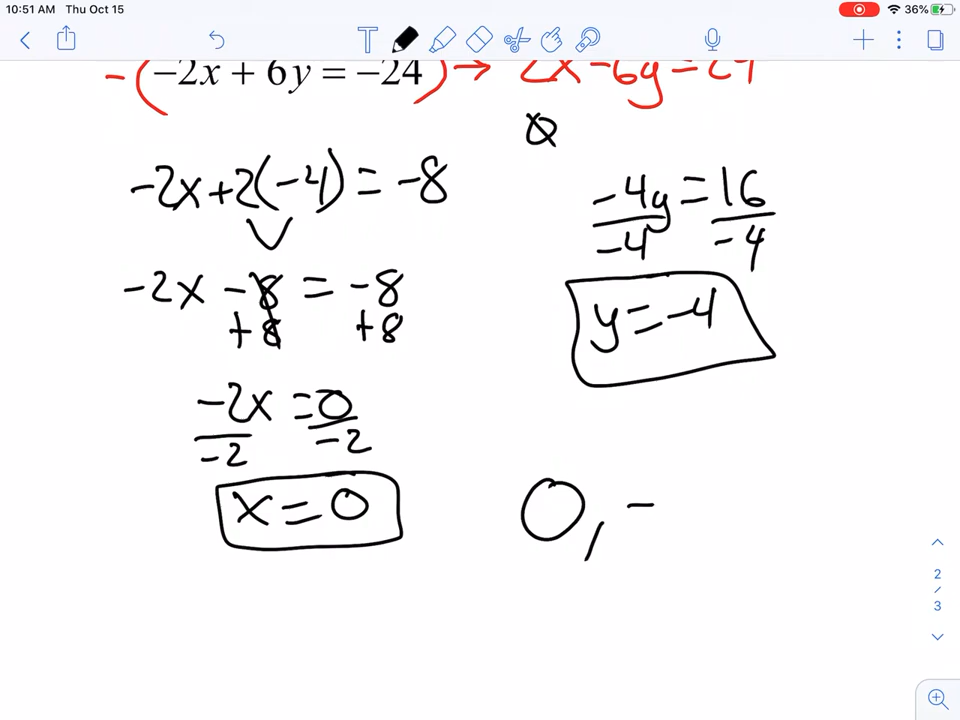 10:51 AM Thu Oct 15
36%
T
-(-2x + 6y = -24) → 2x - 6y = 24
-2x + 2(-4) = -8
-4y = 16
-4 -4
-2x - 8 = -8
+8 +8
y = -4
-2x = 0
-2 -2
x = 0
0, -
2
/
3